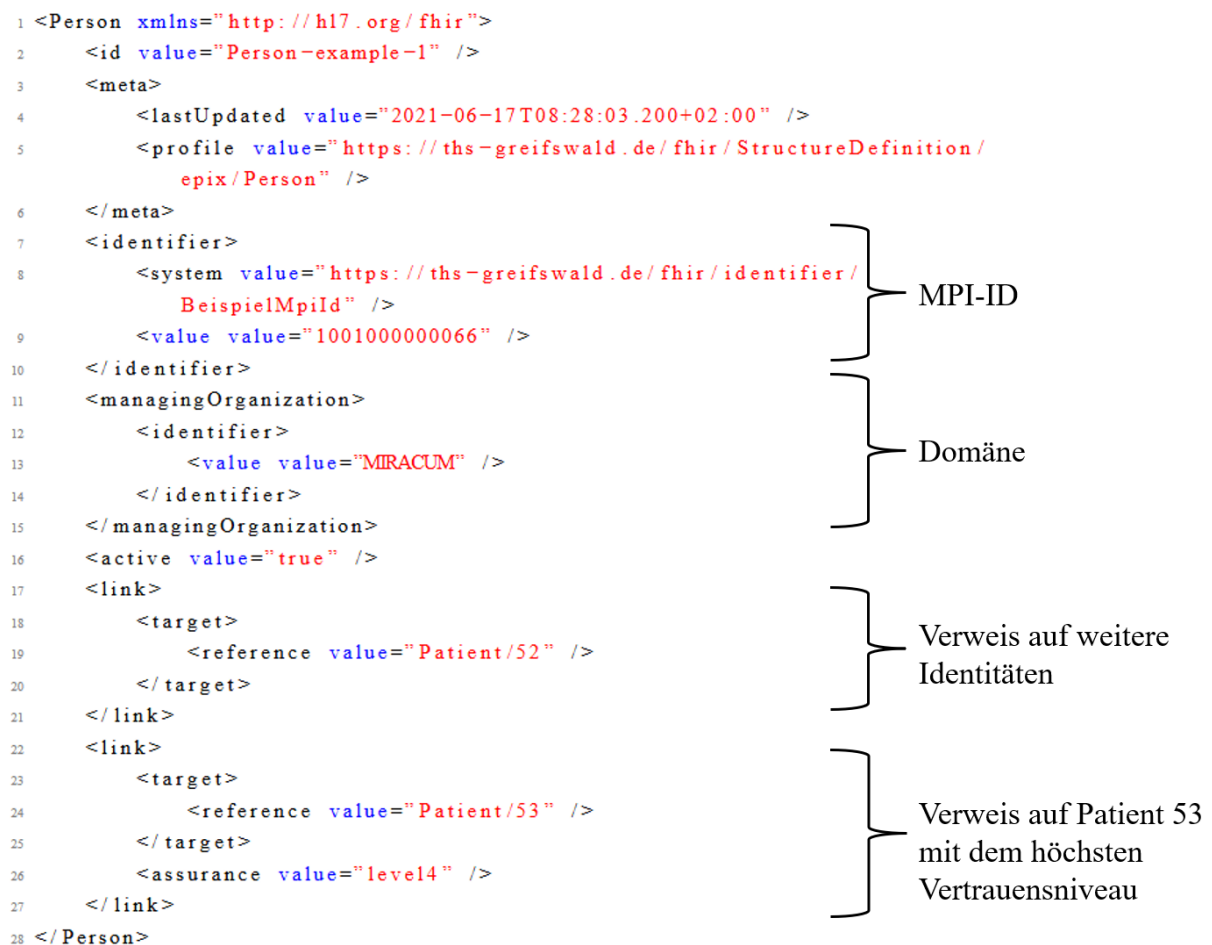 1 <Person xmlns="http://hl7.org/fhir">
2 <id value="Person-example-1" />
3 <meta>
4 <lastUpdated value="2021-06-17T08:28:03.200+02:00" />
5 <profile value="https://ths-greifswald.de/fhir/StructureDefinition/
epix/Person" />
6 </meta>
7 <identifier>
8 <system value="https://ths-greifswald.de/fhir/identifier/
BeispielMpiId" />
9 <value value="1001000000066" />
10 </identifier>
MPI-ID
11 <managingOrganization>
12 <identifier>
13 <value value="MIRACUM" />
14 </identifier>
15 </managingOrganization>
Domäne
16 <active value="true" />
17 <link>
18 <target>
19 <reference value="Patient/52" />
20 </target>
21 </link>
Verweis auf weitere
Identitäten
22 <link>
23 <target>
24 <reference value="Patient/53" />
25 </target>
26 <assurance value="level4" />
27 </link>
Verweis auf Patient 53
mit dem höchsten
Vertrauensniveau
28 </Person>